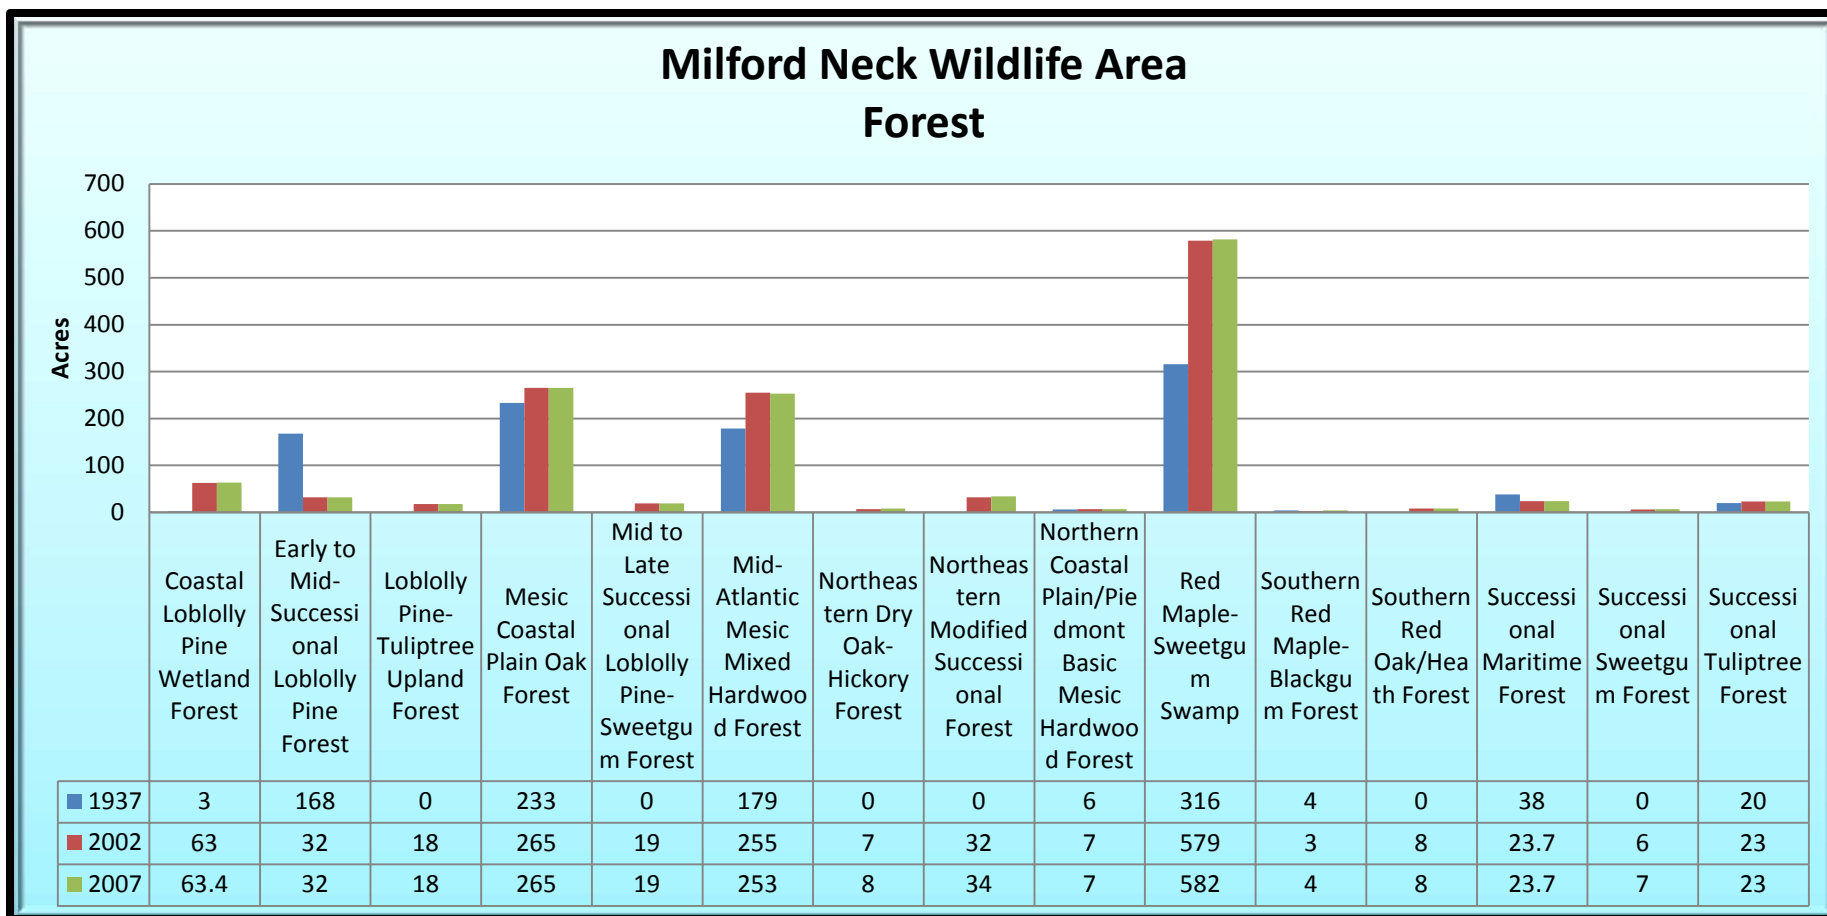 Milford Neck Wildlife Area
Forest
700
600
500
400
300
200
100
0
Acres
Coastal
Loblolly
Pine
Wetland
Forest
Early to
Mid-
Successi
onal
Loblolly
Pine
Forest
Loblolly
Pine-
Tuliptree
Upland
Forest
Mesic
Coastal
Plain Oak
Forest
Mid to
Late
Successi
onal
Loblolly
Pine-
Sweetgu
m Forest
Mid-
Atlantic
Mesic
Mixed
Hardwoo
d Forest
Northeas
tern Dry
Oak-
Hickory
Forest
Northeas
tern
Modified
Successi
onal
Forest
Northern
Coastal
Plain/Pie
dmont
Basic
Mesic
Hardwoo
d Forest
Red
Maple-
Sweetgu
m
Swamp
Southern
Red
Maple-
Blackgu
m Forest
Southern
Red
Oak/Hea
th Forest
Successi
onal
Maritime
Forest
Successi
onal
Sweetgu
m Forest
Successi
onal
Tuliptree
Forest
1937 3 168 0 233 0 179 0 0 6 316 4 0 38 0 20
2002 63 32 18 265 19 255 7 32 7 579 3 8 23.7 6 23
2007 63.4 32 18 265 19 253 8 34 7 582 4 8 23.7 7 23